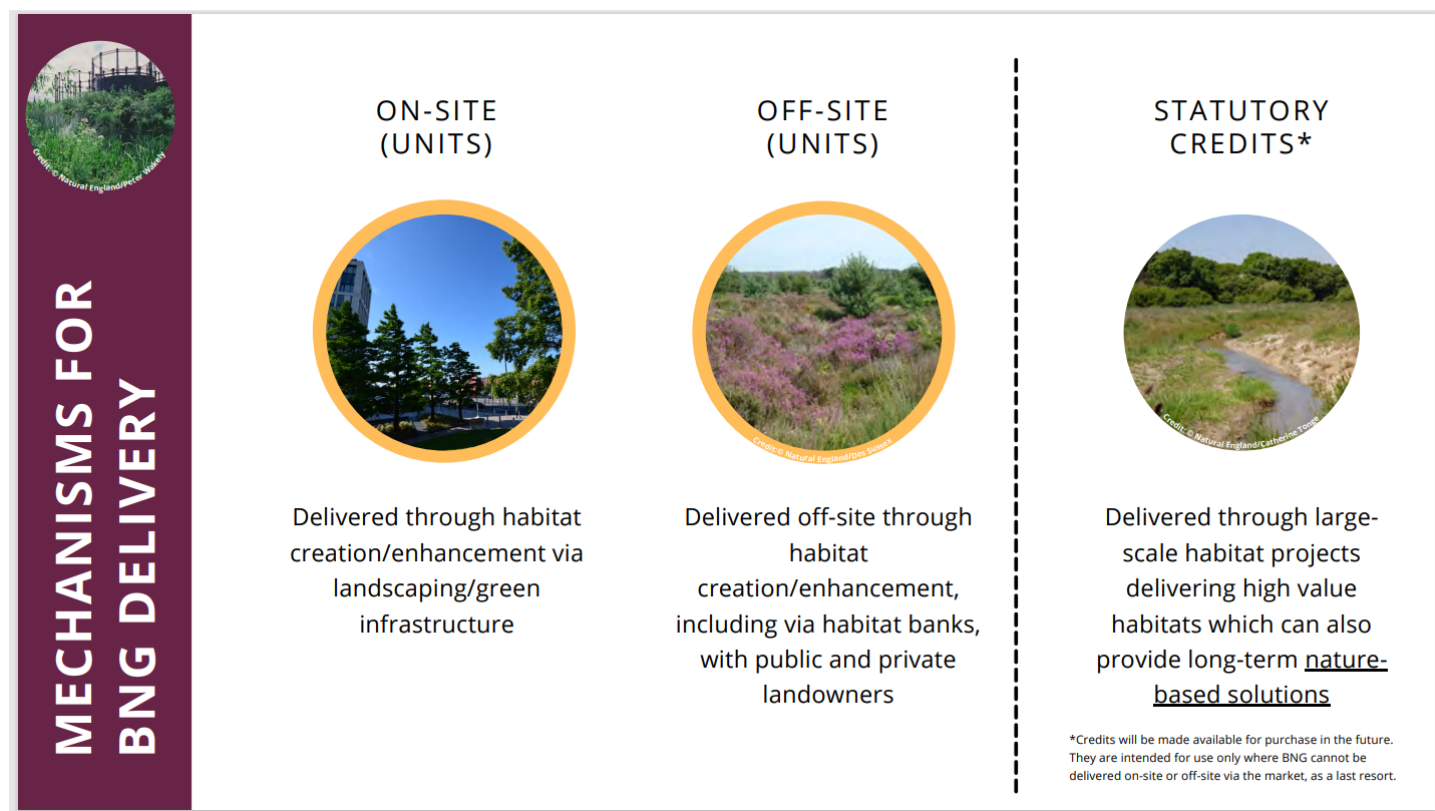 Credit: © Natural England/Peter Wakely
MECHANISMS FOR
BNG DELIVERY
ON-SITE
(UNITS)
Delivered through habitat
creation/enhancement via
landscaping/green
infrastructure
OFF-SITE
(UNITS)
Credit:© Natural England/Des Sussex
Delivered off-site through
habitat
creation/enhancement,
including via habitat banks,
with public and private
landowners
STATUTORY
CREDITS*
Credit: © Natural England/Catherine Tonge
Delivered through large-
scale habitat projects
delivering high value
habitats which can also
provide long-term nature-
based solutions
*Credits will be made available for purchase in the future.
They are intended for use only where BNG cannot be
delivered on-site or off-site via the market, as a last resort.